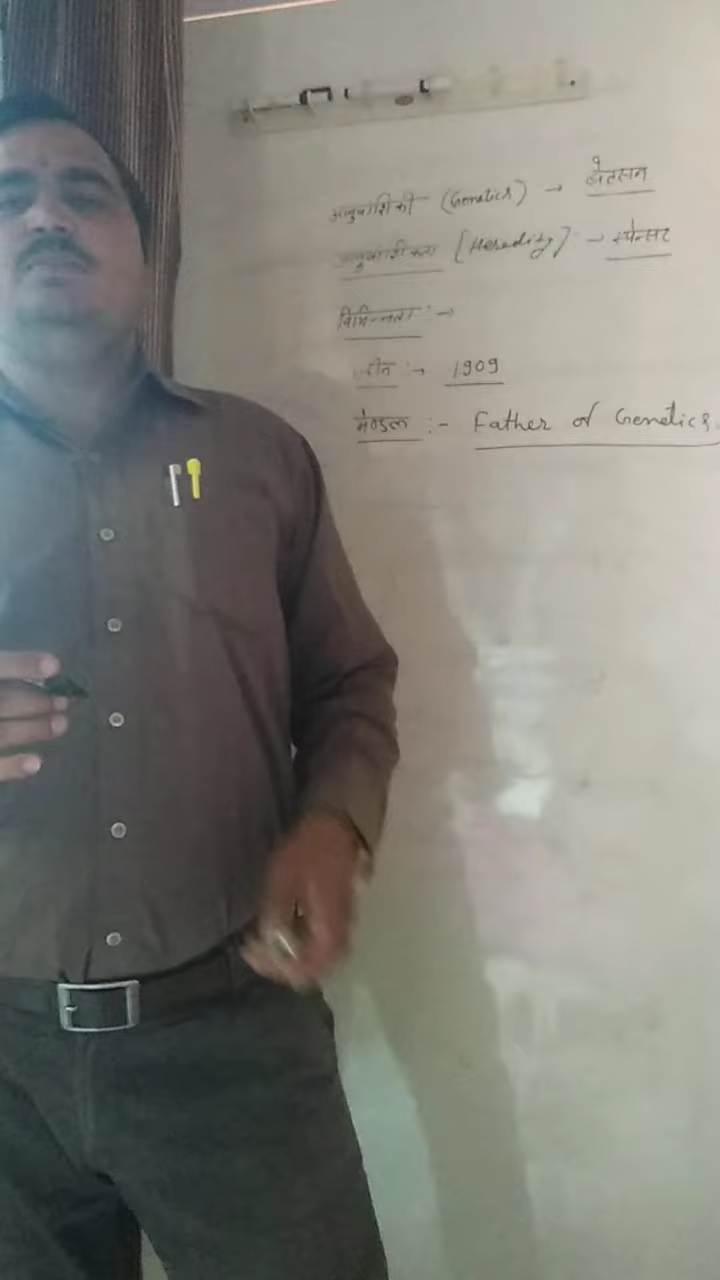 आनुवांशिकी (Genetics) → बेटसन
आनुवांशिकता [Heredity] → स्पेन्सर
विभिन्नता :→
जीन :→ 1909
मेण्डल :- Father of Genetics.